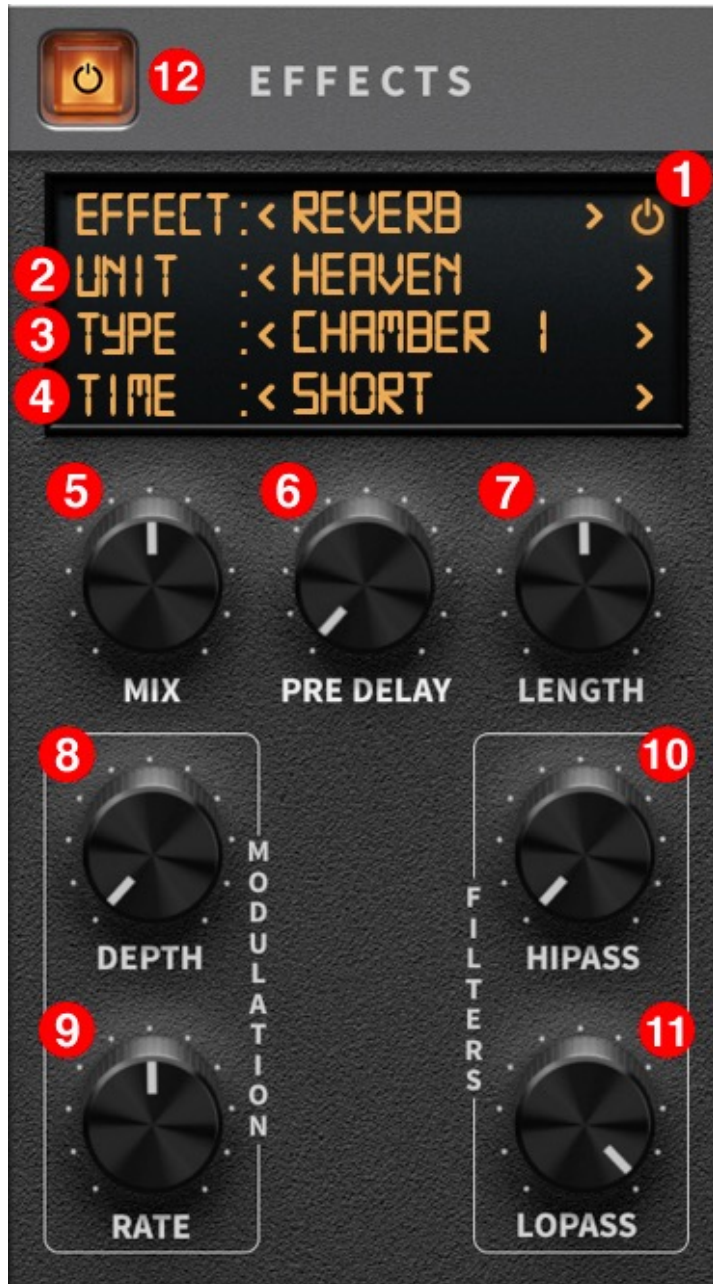 12 EFFECTS
1
EFFECT:< REVERB >
2 UNIT :< HEAVEN >
3 TYPE :< CHAMBER 1 >
4 TIME :< SHORT >
5 6 7
MIX PRE DELAY LENGTH
8 10
DEPTH MODULATION FILTERS HIPASS
9 11
RATE LOPASS